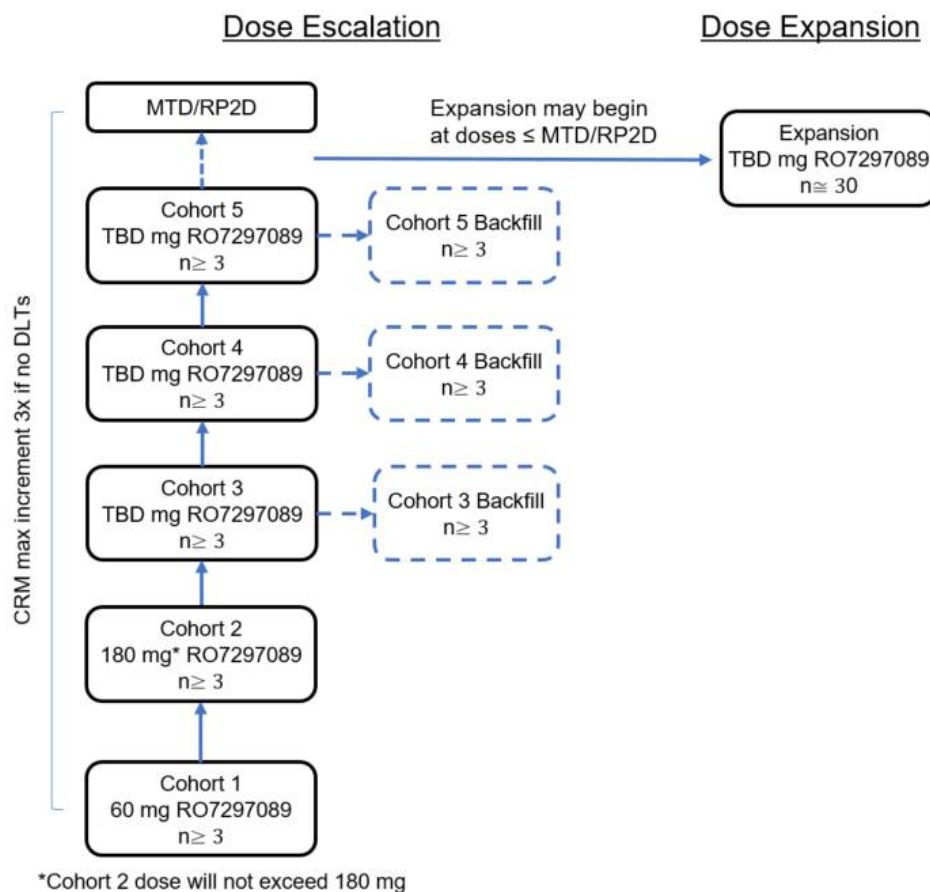 Dose Escalation
Dose Expansion
MTD/RP2D
Expansion may begin
at doses ≤ MTD/RP2D
Expansion
TBD mg RO7297089
n≅ 30
Cohort 5
TBD mg RO7297089
n≥ 3
Cohort 5 Backfill
n≥ 3
Cohort 4
TBD mg RO7297089
n≥ 3
Cohort 4 Backfill
n≥ 3
Cohort 3
TBD mg RO7297089
n≥ 3
Cohort 3 Backfill
n≥ 3
Cohort 2
180 mg* RO7297089
n≥ 3
Cohort 1
60 mg RO7297089
n≥ 3
CRM max increment 3x if no DLTs
*Cohort 2 dose will not exceed 180 mg